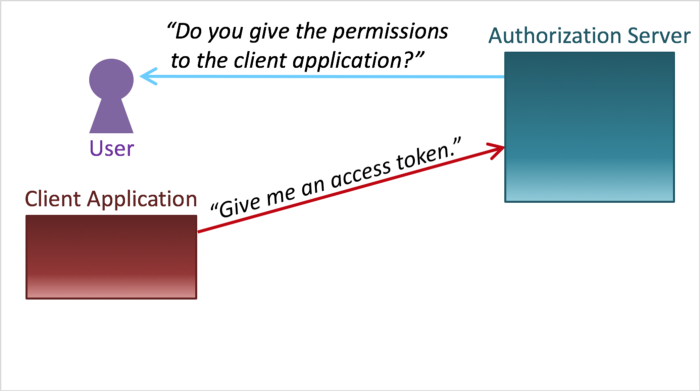 “Do you give the permissions
to the client application?”
Authorization Server
User
Client Application
“Give me an access token.”